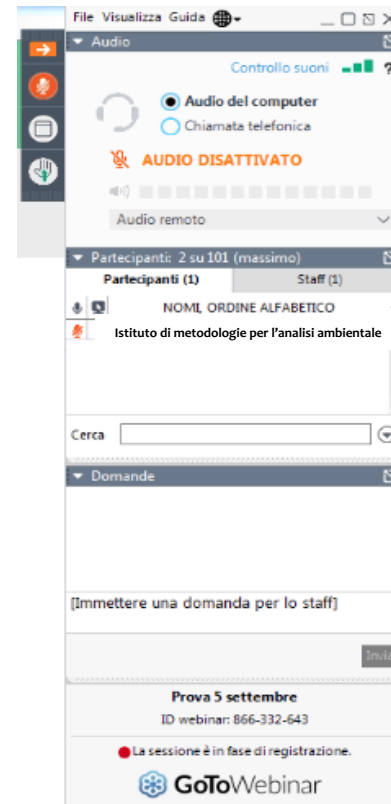 File Visualizza Guida
Audio
Controllo suoni ?
Audio del computer
Chiamata telefonica
AUDIO DISATTIVATO
Audio remoto
Partecipanti: 2 su 101 (massimo)
Partecipanti (1) Staff (1)
NOMI, ORDINE ALFABETICO
Istituto di metodologie per l’analisi ambientale
Cerca
Domande
[Immettere una domanda per lo staff]
Invia
Prova 5 settembre
ID webinar: 866-332-643
La sessione è in fase di registrazione.
GoToWebinar